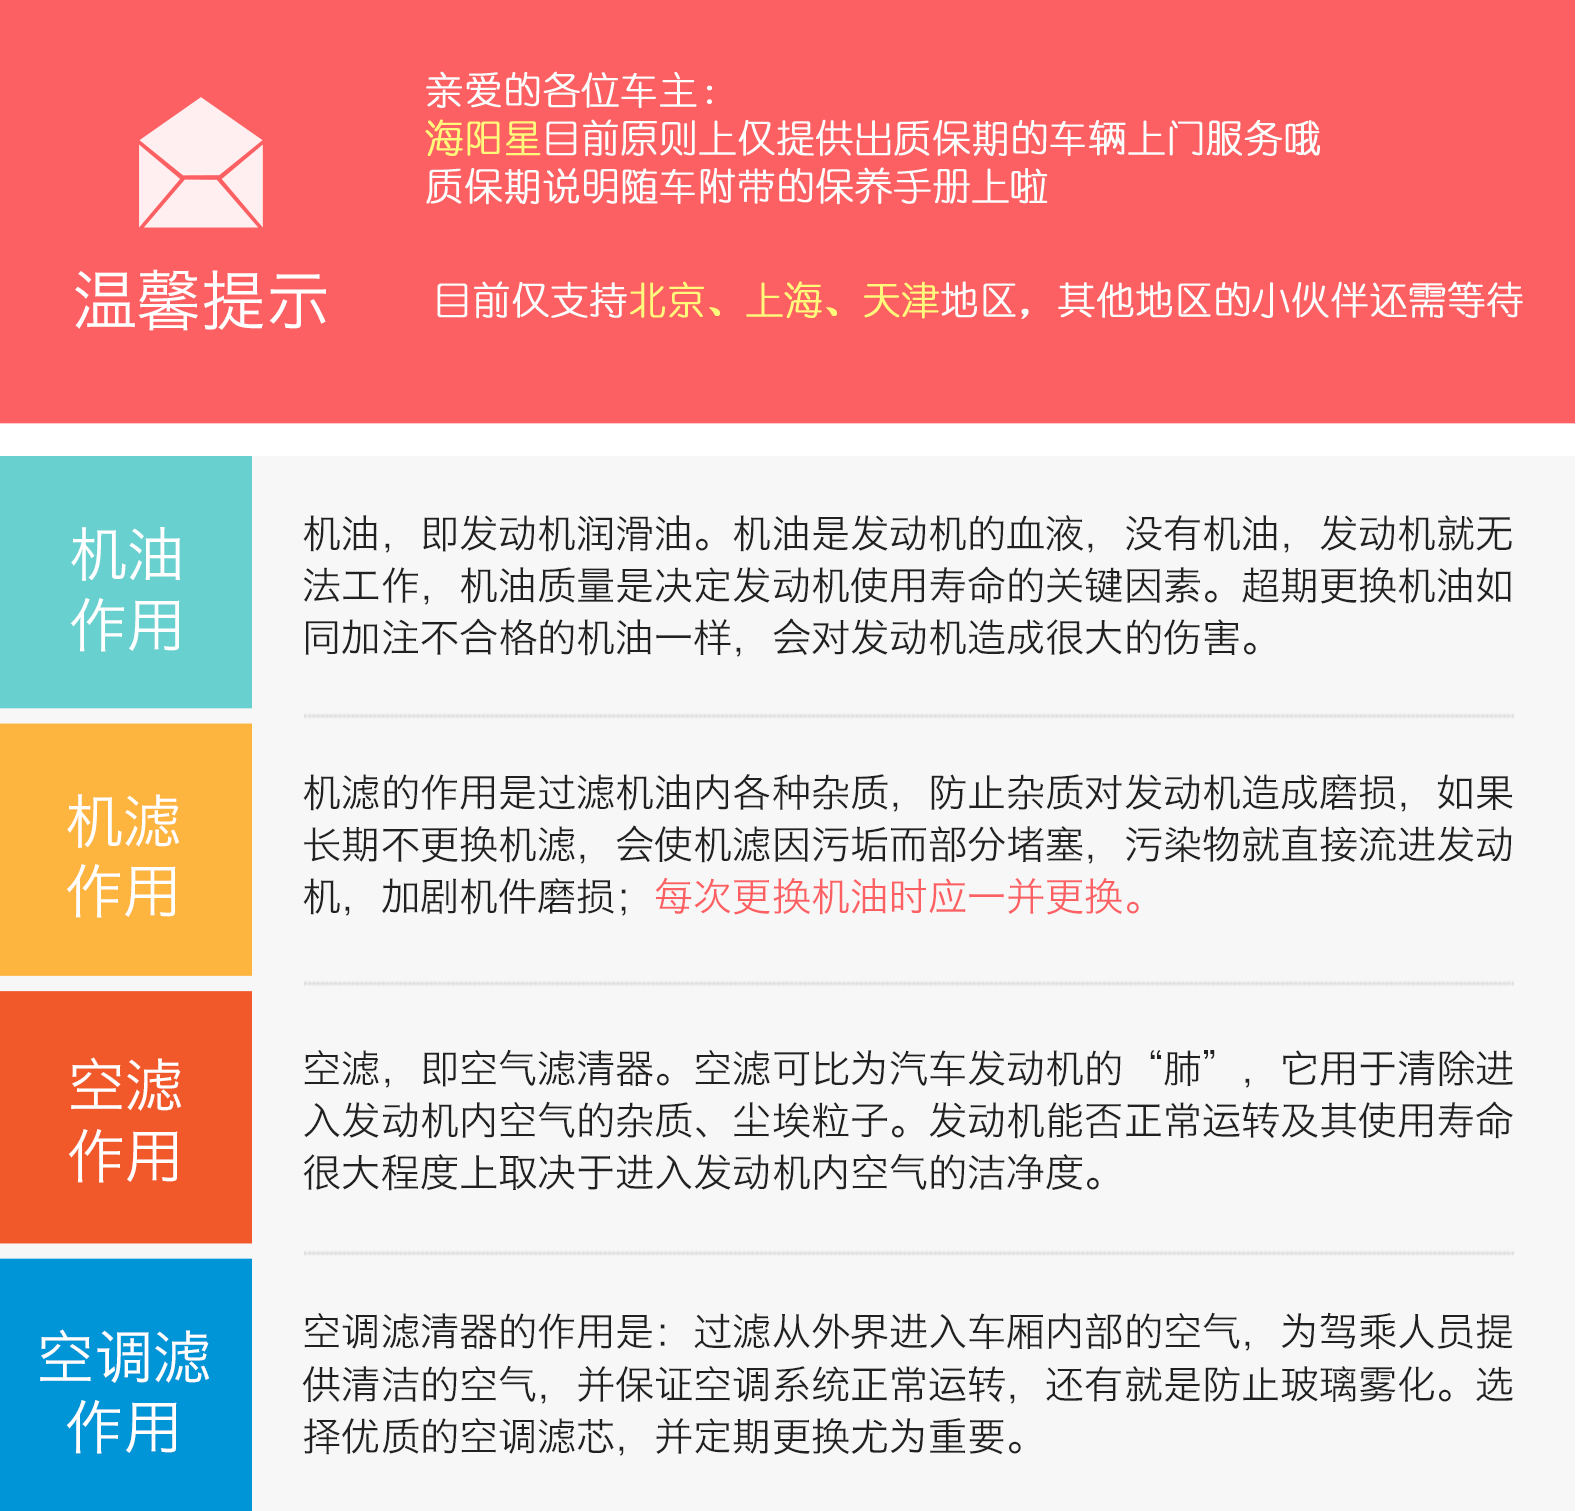 亲爱的各位车主：
海阳星目前原则上仅提供出质保期的车辆上门服务哦
质保期说明随车附带的保养手册上啦
温馨提示
目前仅支持北京、上海、天津地区，其他地区的小伙伴还需等待
机油
作用
机油，即发动机润滑油。机油是发动机的血液，没有机油，发动机就无
法工作，机油质量是决定发动机使用寿命的关键因素。超期更换机油如
同加注不合格的机油一样，会对发动机造成很大的伤害。
机滤
作用
机滤的作用是过滤机油内各种杂质，防止杂质对发动机造成磨损，如果
长期不更换机滤，会使机滤因污垢而部分堵塞，污染物就直接流进发动
机，加剧机件磨损；每次更换机油时应一并更换。
空滤
作用
空滤，即空气滤清器。空滤可比为汽车发动机的“肺”，它用于清除进
入发动机内空气的杂质、尘埃粒子。发动机能否正常运转及其使用寿命
很大程度上取决于进入发动机内空气的洁净度。
空调滤
作用
空调滤清器的作用是：过滤从外界进入车厢内部的空气，为驾乘人员提
供清洁的空气，并保证空调系统正常运转，还有就是防止玻璃雾化。选
择优质的空调滤芯，并定期更换尤为重要。